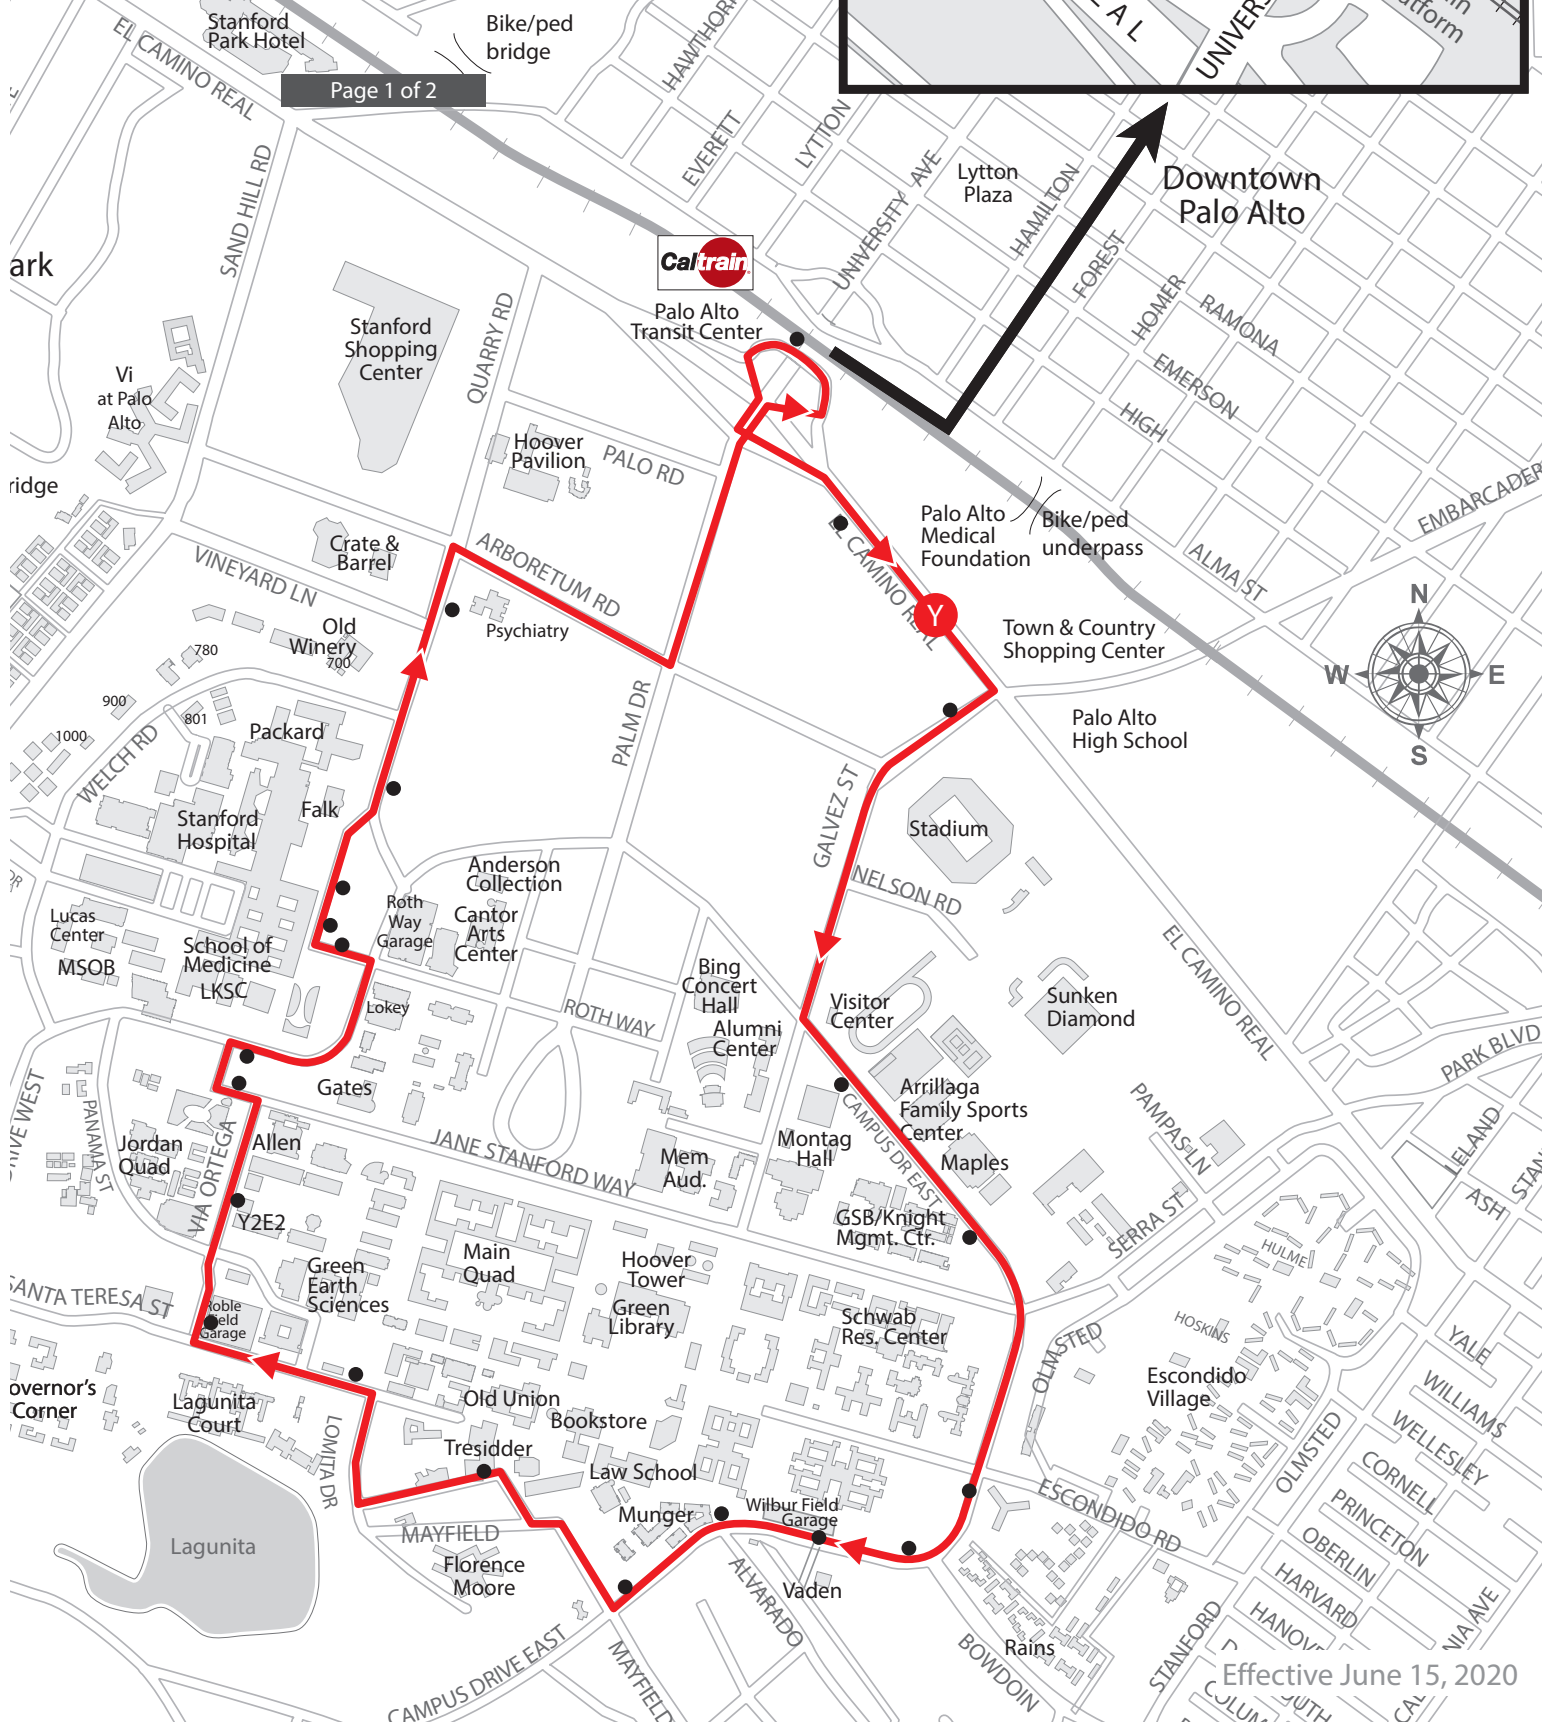 Stanford
Park Hotel
Bike/ped
bridge
Page 1 of 2
EL CAMINO REAL
SAND HILL RD
EVERETT
LYTTON
UNIVERSITY AVE
Lytton
Plaza
HAMILTON
FOREST
HOMER
RAMONA
EMERSON
HIGH
Downtown
Palo Alto
Caltrain
Palo Alto
Transit Center
Stanford
Shopping
Center
QUARRY RD
Vi
at Palo
Alto
Hoover
Pavilion
PALO RD
Palo Alto
Medical
Foundation
Bike/ped
underpass
ALMA ST
Crate &
Barrel
ARBORETUM RD
VINEYARD LN
EL CAMINO REAL
Y
Psychiatry
Old
Winery
700
780
900
801
1000
WELCH RD
Packard
Town & Country
Shopping Center
N
W
E
S
Palo Alto
High School
PALM DR
Falk
Stanford
Hospital
GALVEZ ST
Stadium
NELSON RD
Anderson
Collection
Roth
Way
Garage
Cantor
Arts
Center
Lucas
Center
MSOB
School of
Medicine
LKSC
Lokey
ROTH WAY
Bing
Concert
Hall
Alumni
Center
Visitor
Center
Sunken
Diamond
EL CAMINO REAL
PARK BLVD
Gates
Arrillaga
Family Sports
Center
PAMPAS LN
PANAMA ST
Jordan
Quad
VIA ORTEGA
Allen
JANE STANFORD WAY
Mem
Aud.
Montag
Hall
CAMPUS DR EAST
Maples
LELAND
ASH
Y2E2
GSB/Knight
Mgmt. Ctr.
SERRA ST
HULME
Main
Quad
Green
Earth
Sciences
Hoover
Tower
Green
Library
SANTA TERESA ST
Schwab
Res. Center
HOSKINS
OLMSTED
YALE
Escondido
Village
WILLIAMS
WELLESLEY
OLMSTED
CORNELL
PRINCETON
OBERLIN
HARVARD
Lagunita
Court
LOMITA DR
Old Union
Bookstore
Tresidder
Law School
Munger
Wilbur Field
Garage
ESCONDIDO RD
Lagunita
MAYFIELD
Florence
Moore
ALVARADO
Vaden
Rains
BOWDOIN
STANFORD
CAMPUS DRIVE EAST
MAYFIELD
Effective June 15, 2020